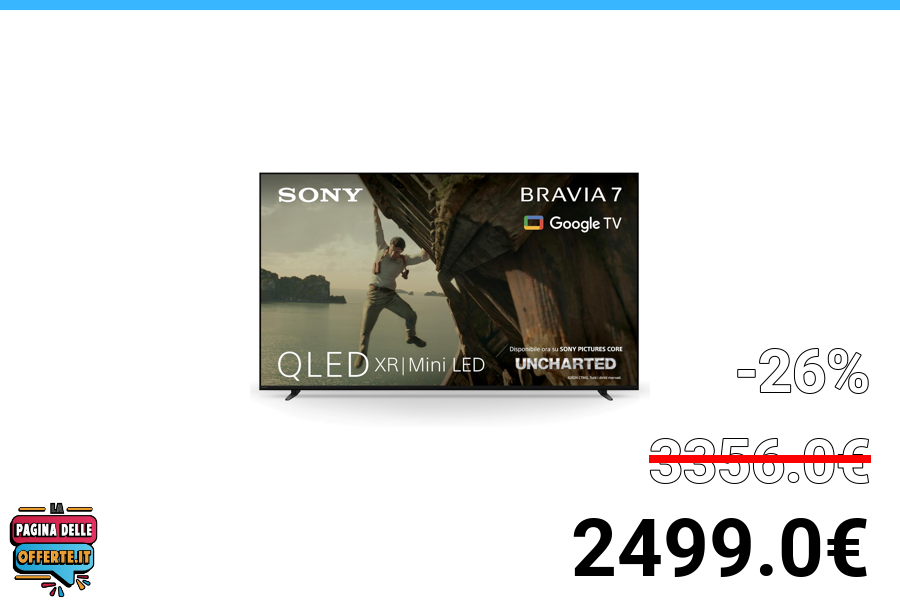 SONY
BRAVIA 7
Google TV
Disponibile ora su SONY PICTURES CORE
QLED XR|Mini LED
UNCHARTED
-26%
3356.0€
2499.0€
LA
PAGINA DELLE
OFFERTE.IT